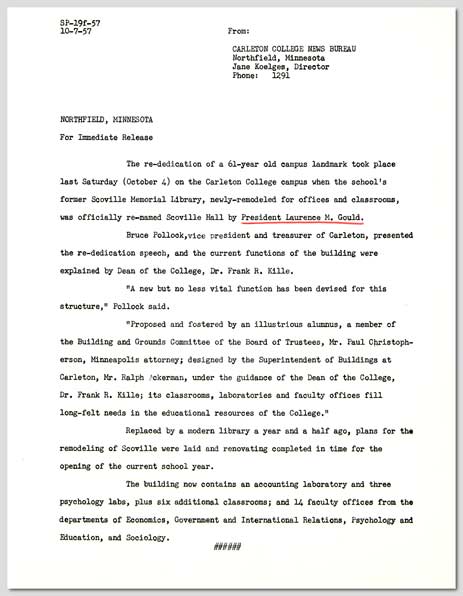 SP-19f-57
10-7-57
From:
CARLETON COLLEGE NEWS BUREAU
Northfield, Minnesota
Jane Koelges, Director
Phone: 1291
NORTHFIELD, MINNESOTA
For Immediate Release
The re-dedication of a 61-year old campus landmark took place
last Saturday (October 4) on the Carleton College campus when the school's
former Scoville Memorial Library, newly-remodeled for offices and classrooms,
was officially re-named Scoville Hall by President Laurence M. Gould.
Bruce Pollock,vice president and treasurer of Carleton, presented
the re-dedication speech, and the current functions of the building were
explained by Dean of the College, Dr. Frank R. Kille.
"A new but no less vital function has been devised for this
structure," Pollock said.
"Proposed and fostered by an illustrious alumnus, a member of
the Building and Grounds Committee of the Board of Trustees, Mr. Paul Christoph-
erson, Minneapolis attorney; designed by the Superintendent of Buildings at
Carleton, Mr. Ralph Ackerman, under the guidance of the Dean of the College,
Dr. Frank R. Kille; its classrooms, laboratories and faculty offices fill
long-felt needs in the educational resources of the College."
Replaced by a modern library a year and a half ago, plans for the
remodeling of Scoville were laid and renovating completed in time for the
opening of the current school year.
The building now contains an accounting laboratory and three
psychology labs, plus six additional classrooms; and 14 faculty offices from the
departments of Economics, Government and International Relations, Psychology and
Education, and Sociology.
######